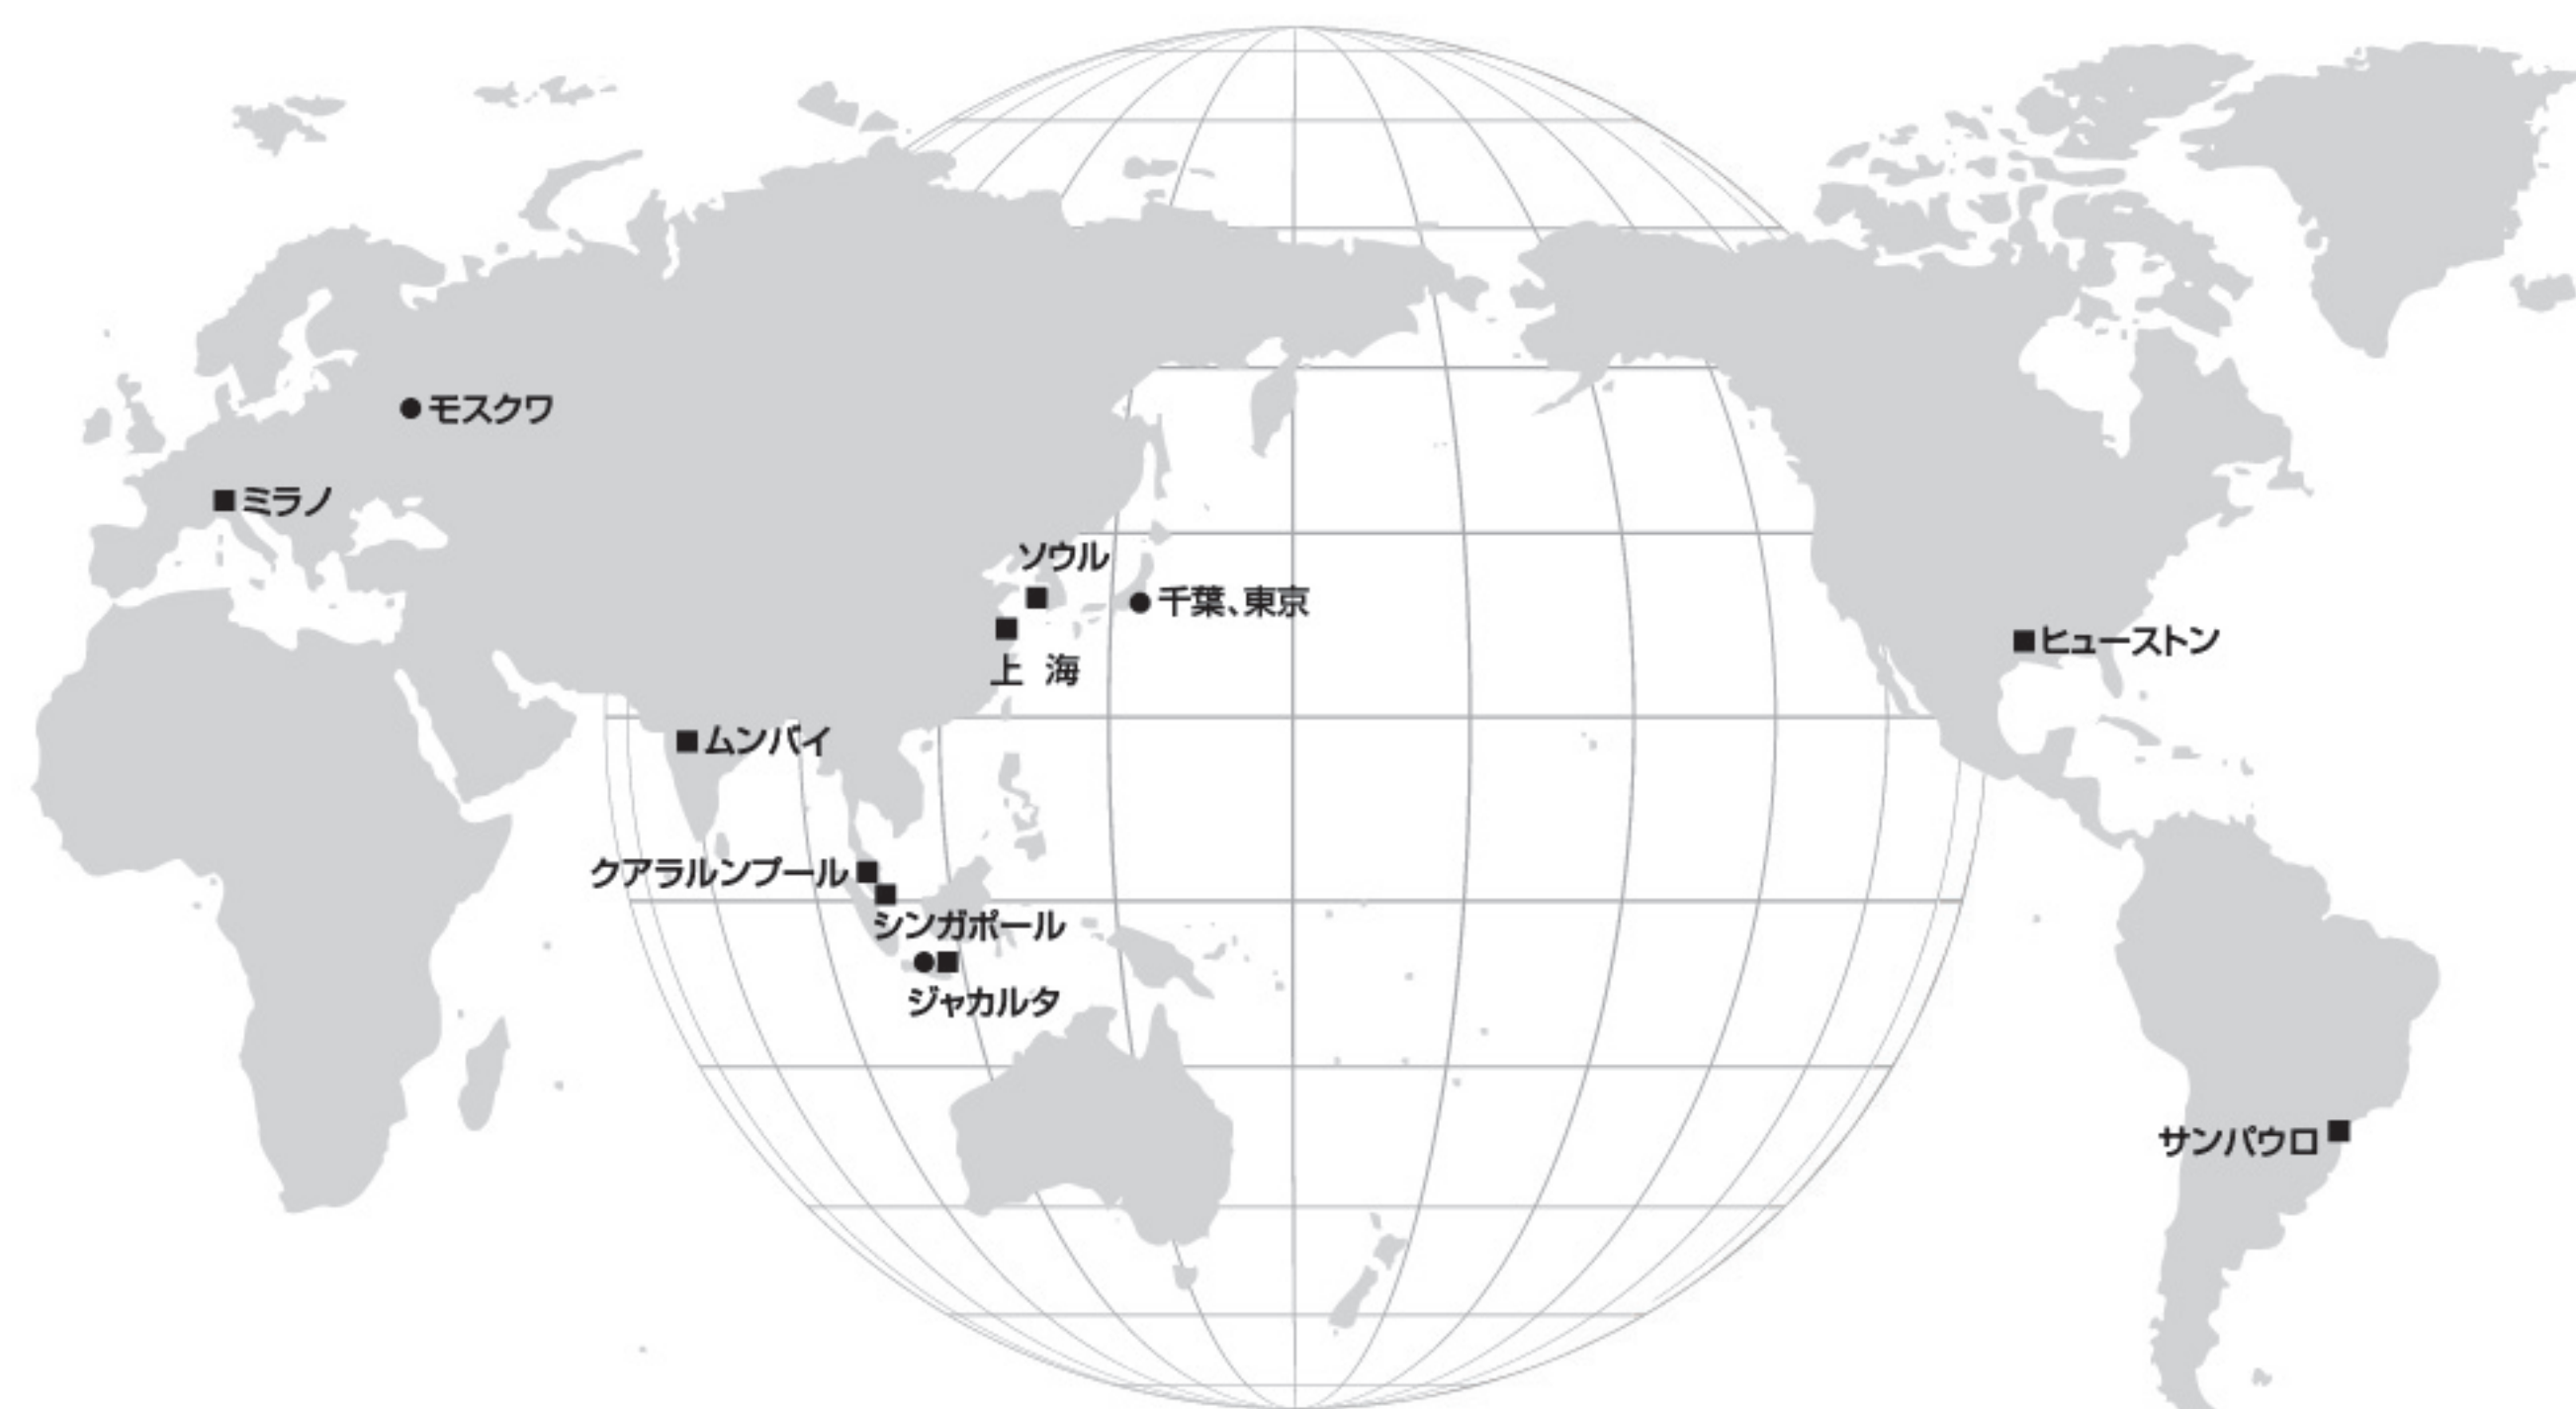 モスクワ
ミラノ
ソウル
千葉、東京
上 海
ヒューストン
ムンバイ
クアラルンプール
シンガポール
ジャカルタ
サンパウロ